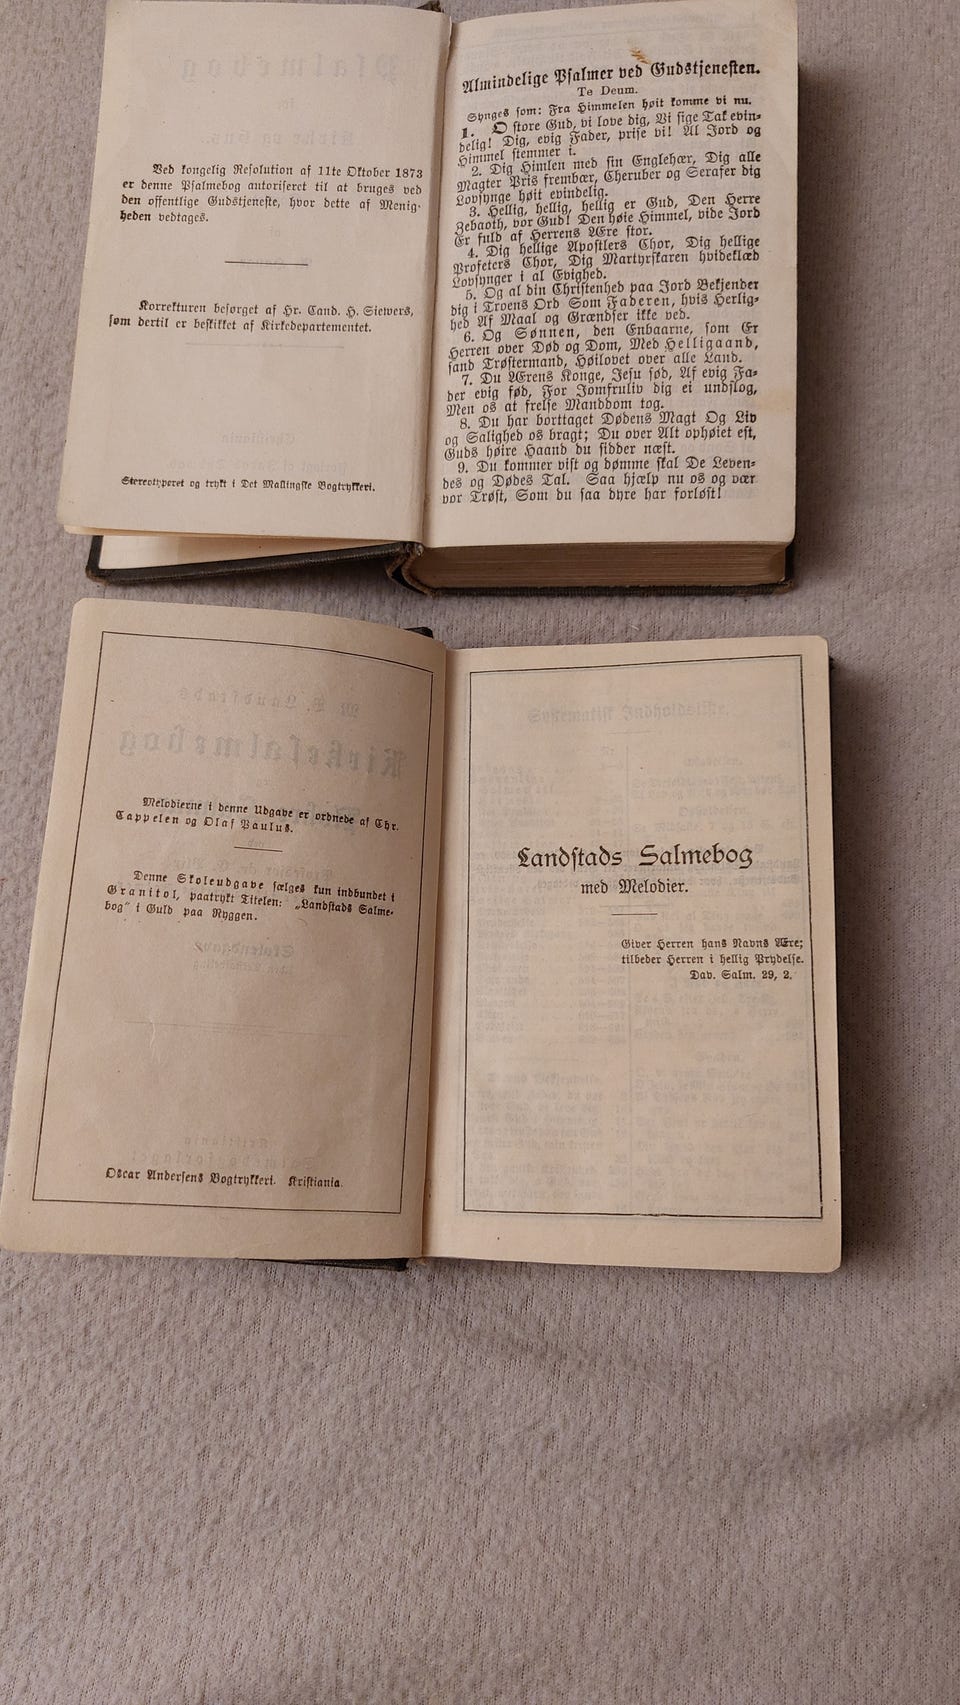 Ved kongelig Resolution af 11te Oktober 1873
er denne Psalmebog autoriseret til at bruges ved
den offentlige Gudstjeneste, hvor dette af Menig-
heden vedtages.
Korrekturen besørget af Hr. Cand. H. Siewers,
som dertil er beskikket af Kirkedepartementet.
Stereotyperet og trykt i Det Mallingske Bogtrykkeri.
Almindelige Psalmer ved Gudstjenesten.
Te Deum.
Synges som: Fra Himmelen høit komme vi nu.
1. O store Gud, vi love dig, Vi sige Tak evin-
delig! Dig, evig Fader, prise vi! Al Jord og
Himmel stemmer i.
2. Dig Himlen med sin Englehær, Dig alle
Magter Pris frembær, Cheruber og Serafer dig
Lovsynge høit evindelig.
3. Hellig, hellig, hellig er Gud, Den Herre
Zebaoth, vor Gud! Den høie Himmel, vide Jord
Er fuld af Herrens Ære stor.
4. Dig hellige Apostlers Chor, Dig hellige
Profeters Chor, Dig Martyrskaren hvideklæd
Lovsynger i al Evighed.
5. Og al din Christenhed paa Jord Bekjender
dig i Troens Ord Som Faderen, hvis Herlig-
hed Af Maal og Grændser ikke ved.
6. Og Sønnen, den Enbaarne, som Er
Herren over Død og Dom, Med Helligaand,
sand Trøstermand, Høilovet over alle Land.
7. Du Ærens Konge, Jesu sød, Af evig Fa-
der evig fød, For Jomfruliv dig ei undslog,
Men os at frelse Manddom tog.
8. Du har borttaget Dødens Magt Og Liv
og Salighed os bragt; Du over Alt ophøiet est,
Guds høire Haand du sidder næst.
9. Du kommer vist og dømme skal De Leven-
des og Dødes Tal. Saa hjælp nu os og vær
vor Trøst, Som du saa dyre har forløst!
Melodierne i denne Udgave er ordnede af Chr.
Cappelen og Olaf Paulus.
Denne Skoleudgave sælges kun indbundet i
Granitol, paatrykt Titelen: „Landstads Salme-
bog" i Guld paa Ryggen.
Oscar Andersens Bogtrykkeri. Kristiania.
Landstads Salmebog
med Melodier.
Giver Herren hans Navns Ære;
tilbeder Herren i hellig Prydelse.
Dav. Salm. 29, 2.